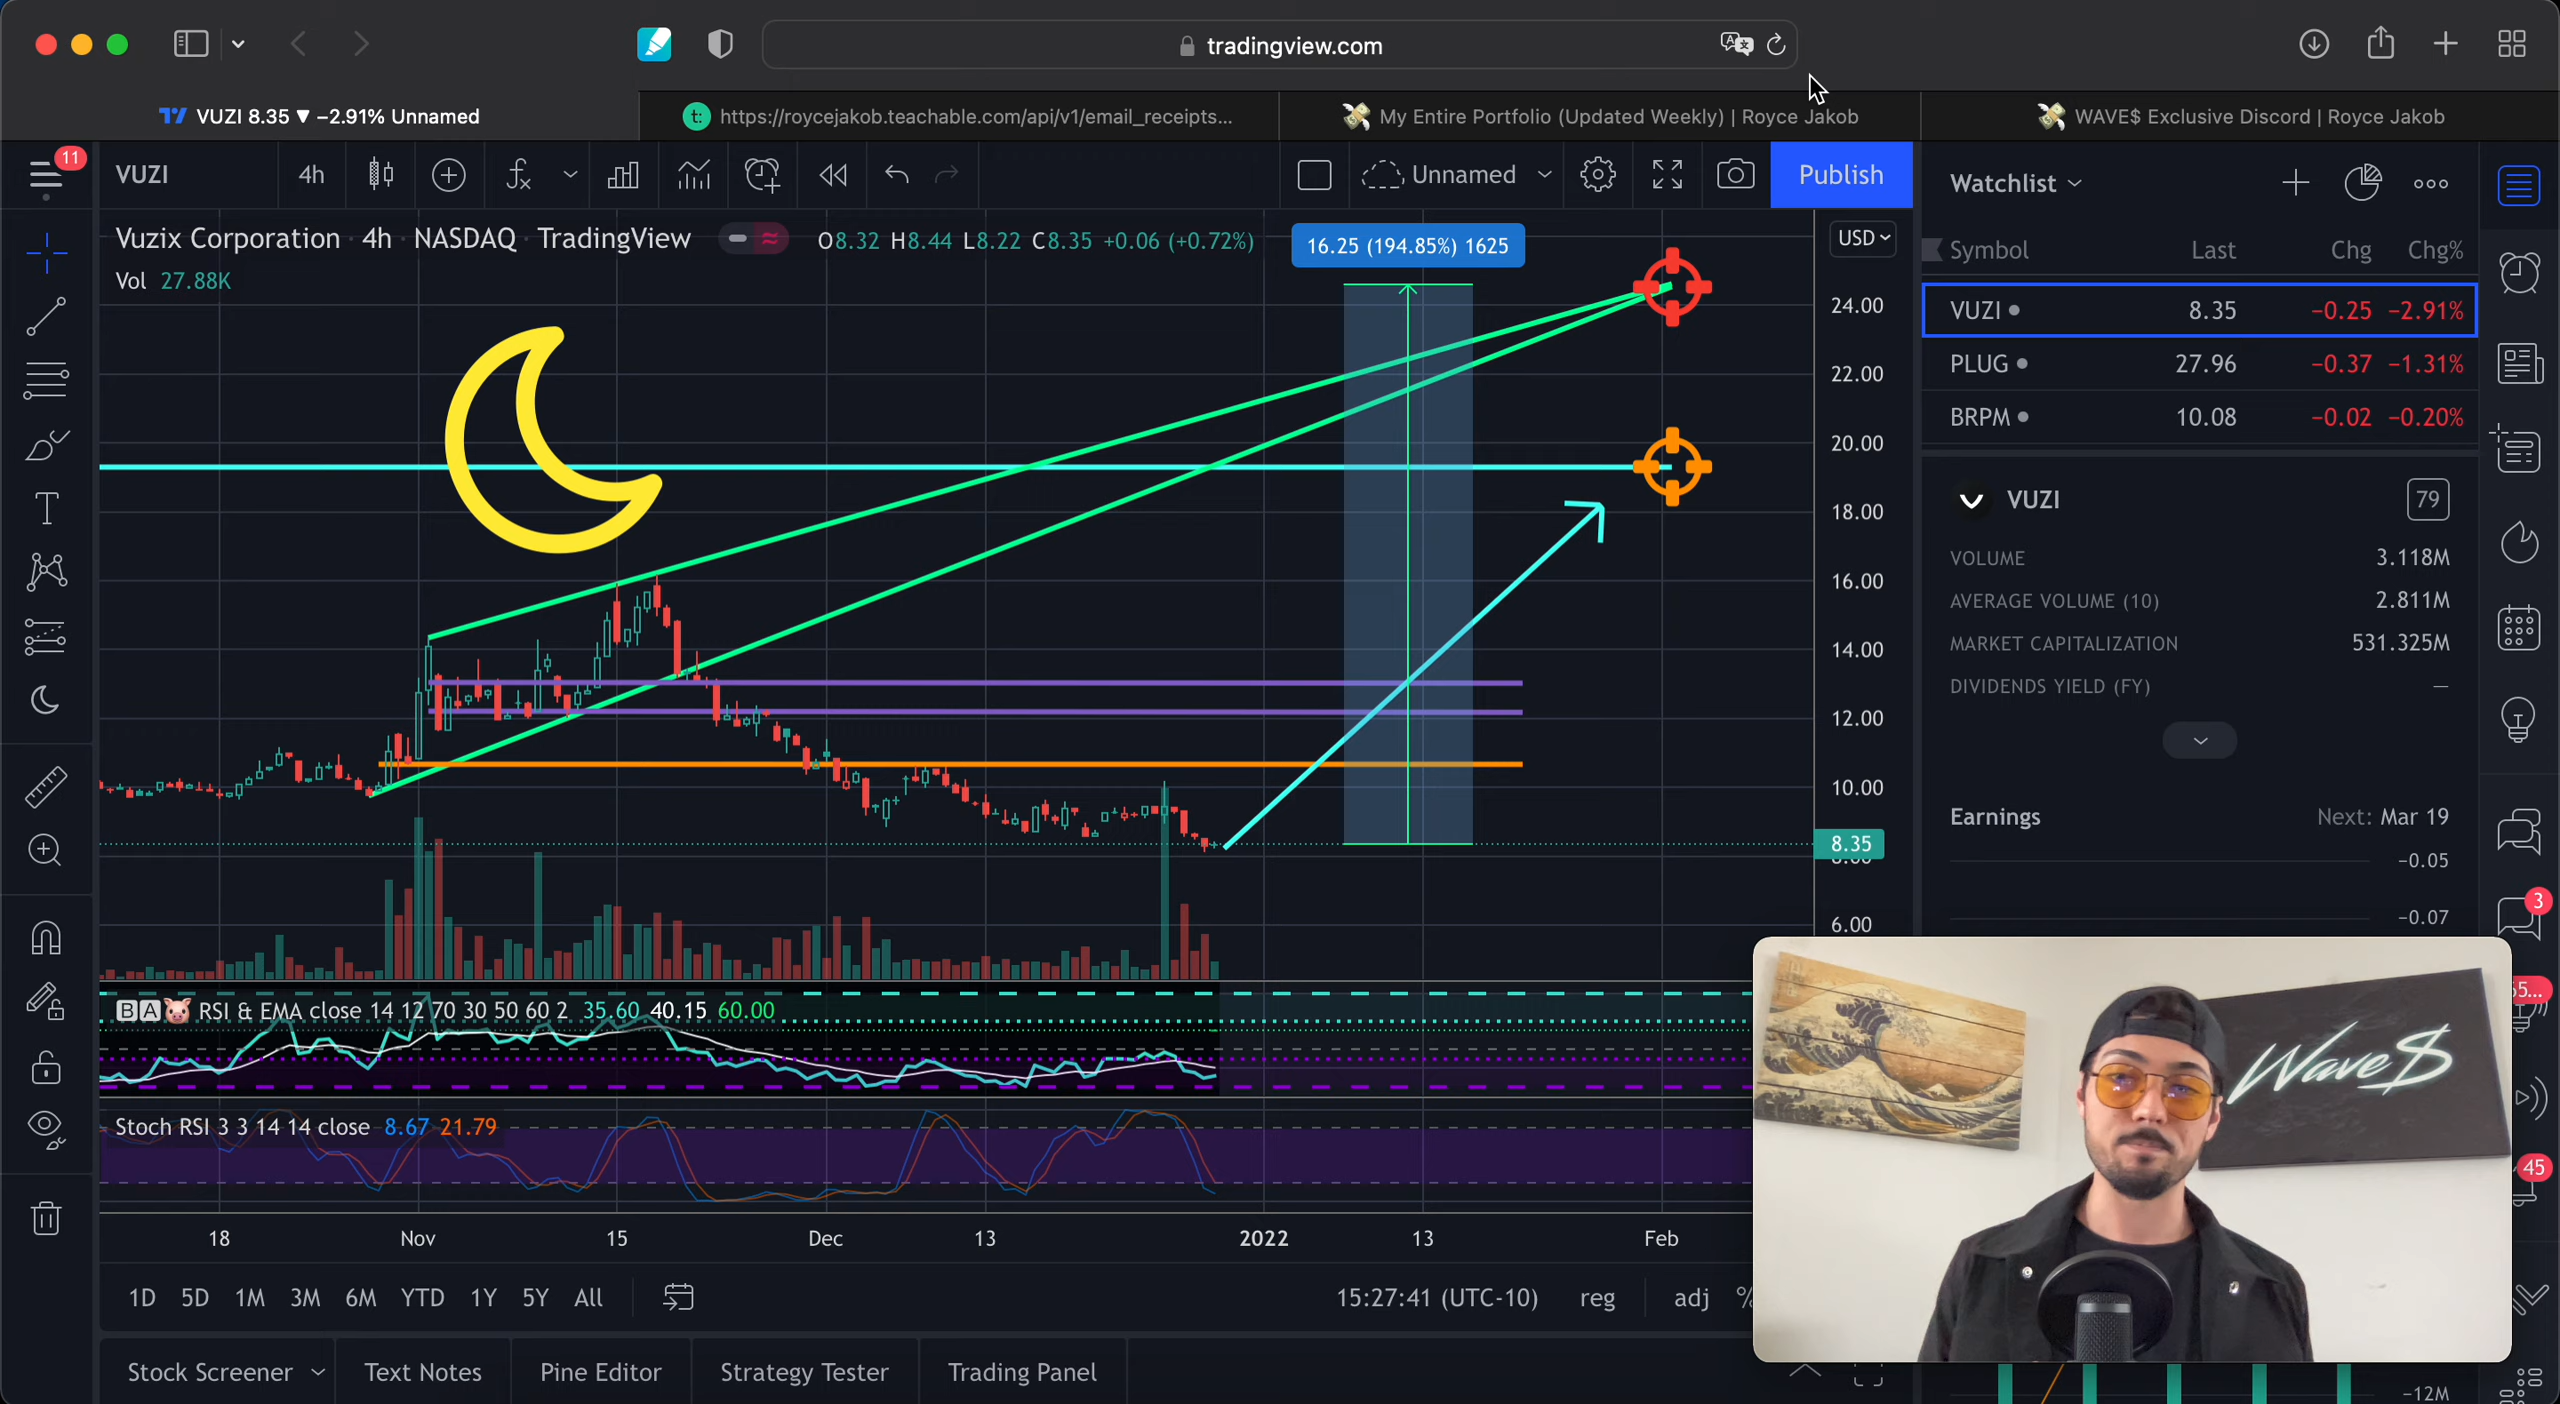 tradingview.com
VUZI 8.35 ▼ −2.91% Unnamed
https://roycejakob.teachable.com/api/v1/email_receipts...
My Entire Portfolio (Updated Weekly) | Royce Jakob
WAVE$ Exclusive Discord | Royce Jakob
11
VUZI
4h
Unnamed
Publish
Watchlist
Vuzix Corporation · 4h · NASDAQ · TradingView
O8.32 H8.44 L8.22 C8.35 +0.06 (+0.72%)
Vol 27.88K
16.25 (194.85%) 1625
USD
24.00
22.00
20.00
18.00
16.00
14.00
12.00
10.00
8.35
6.00
Symbol Last Chg Chg%
VUZI 8.35 −0.25 −2.91%
PLUG 27.96 −0.37 −1.31%
BRPM 10.08 −0.02 −0.20%
VUZI 79
VOLUME 3.118M
AVERAGE VOLUME (10) 2.811M
MARKET CAPITALIZATION 531.325M
DIVIDENDS YIELD (FY) —
Earnings Next: Mar 19
−0.05
−0.07
3
65...
45
Wave$
BA RSI & EMA close 14 12 70 30 50 60 2 35.60 40.15 60.00
Stoch RSI 3 3 14 14 close 8.67 21.79
18 Nov 15 Dec 13 2022 13 Feb
1D 5D 1M 3M 6M YTD 1Y 5Y All
15:27:41 (UTC-10) reg adj %
Stock Screener Text Notes Pine Editor Strategy Tester Trading Panel
−12M